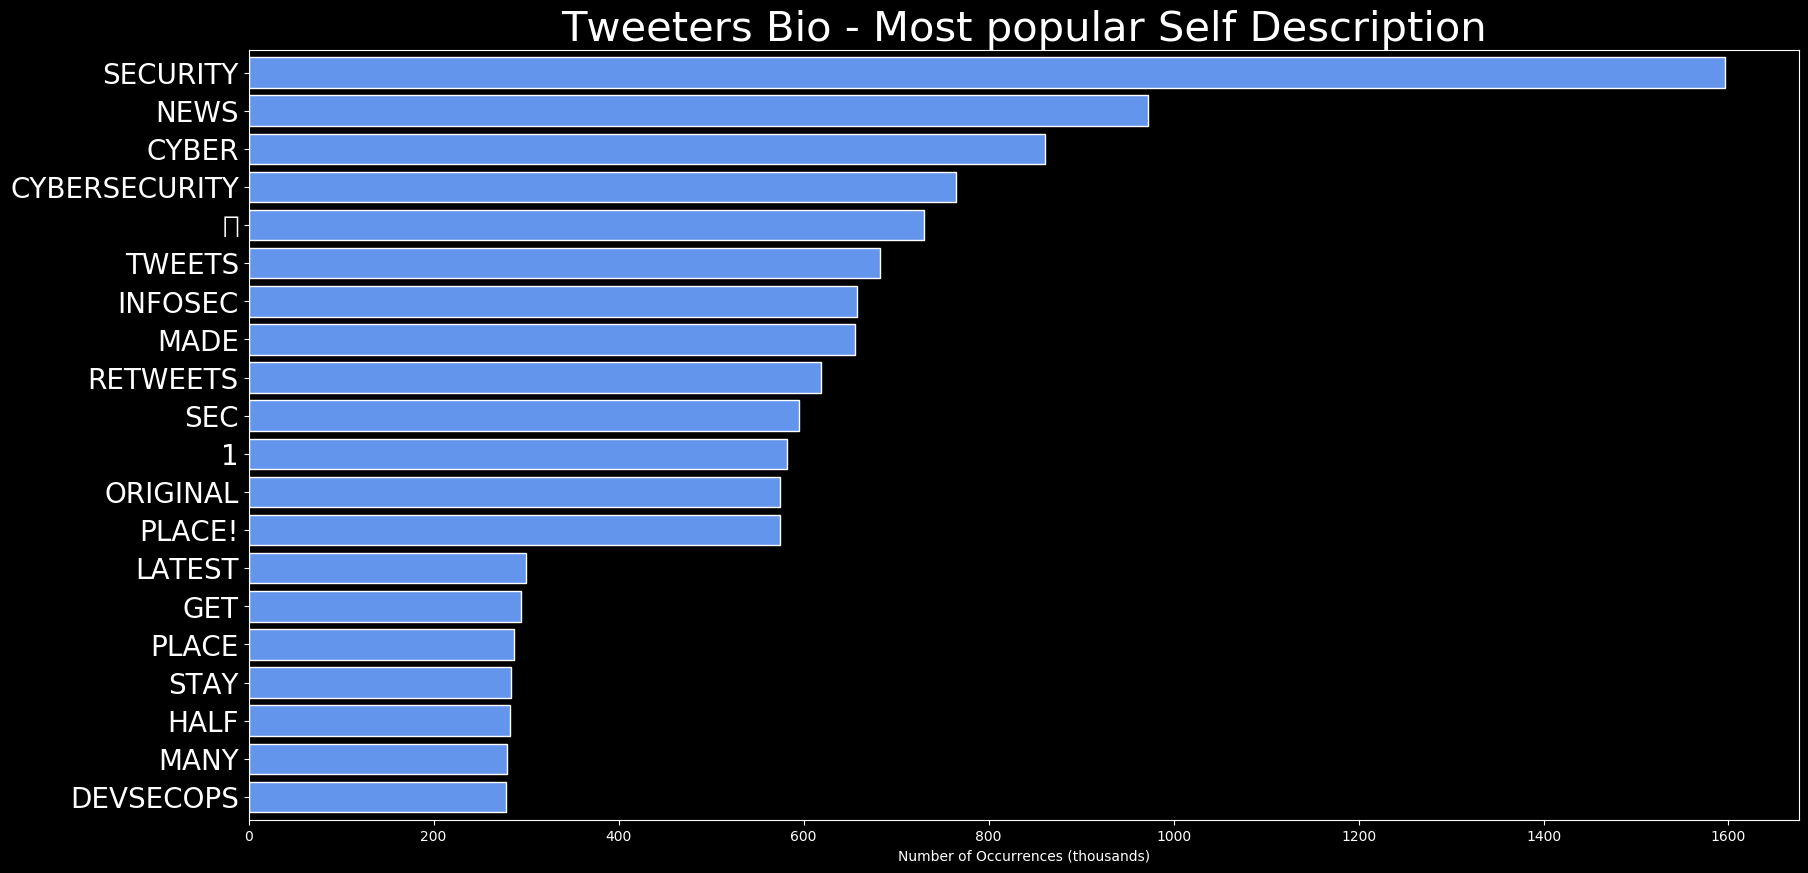 Tweeters Bio - Most popular Self Description
SECURITY
NEWS
CYBER
CYBERSECURITY
TWEETS
INFOSEC
MADE
RETWEETS
SEC
1
ORIGINAL
PLACE!
LATEST
GET
PLACE
STAY
HALF
MANY
DEVSECOPS
0 200 400 600 800 1000 1200 1400 1600
Number of Occurrences (thousands)